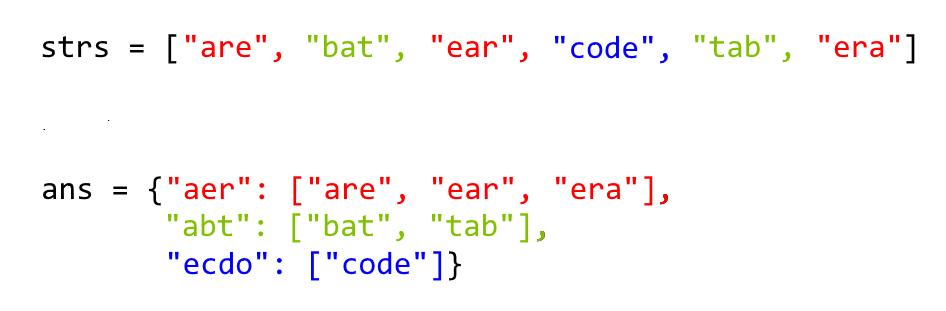 strs = ["are", "bat", "ear", "code", "tab", "era"]
ans = {"aer": ["are", "ear", "era"],
"abt": ["bat", "tab"],
"ecdo": ["code"]}